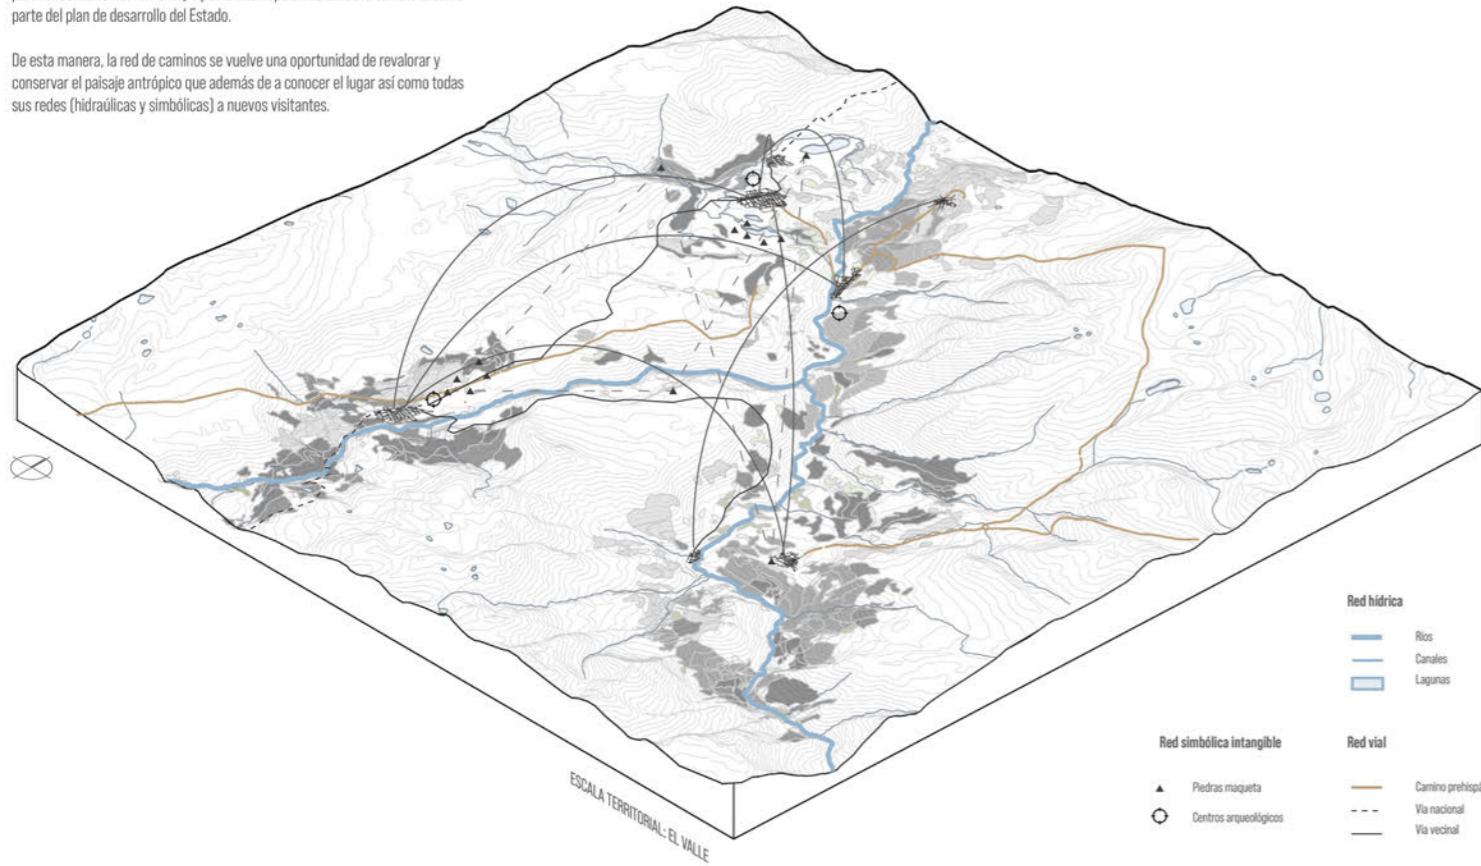 parte del plan de desarrollo del Estado.
De esta manera, la red de caminos se vuelve una oportunidad de revalorar y
conservar el paisaje antrópico que además de a conocer el lugar así como todas
sus redes (hidraúlicas y simbólicas) a nuevos visitantes.
ESCALA TERRITORIAL: EL VALLE
Red hídrica
Ríos
Canales
Lagunas
Red simbólica intangible
Piedras maqueta
Centros arqueológicos
Red vial
Camino prehispá
Vía nacional
Vía vecinal